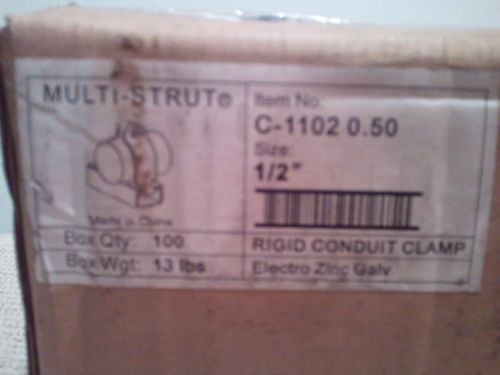 MULTI-STRUT®
Item No:
C-1102 0.50
Size:
1/2"
Made in China
Box Qty: 100
RIGID CONDUIT CLAMP
Box Wgt: 13 lbs
Electro Zinc Galv